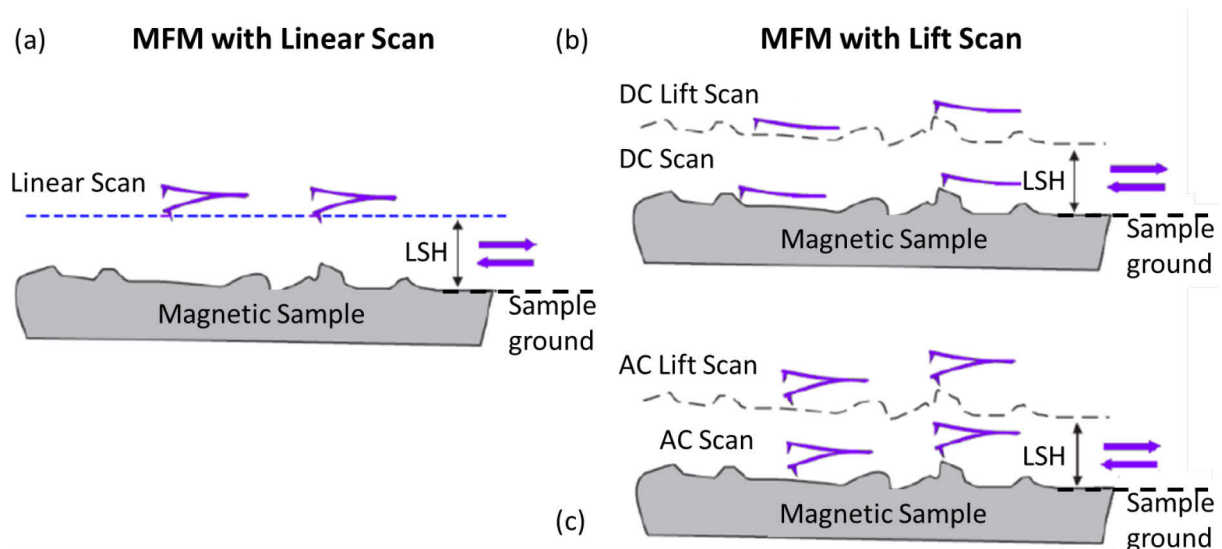 (a) MFM with Linear Scan
Linear Scan
LSH
Magnetic Sample
Sample
ground
(b) MFM with Lift Scan
DC Lift Scan
DC Scan
LSH
Magnetic Sample
Sample
ground
AC Lift Scan
AC Scan
LSH
Magnetic Sample
Sample
ground
(c)